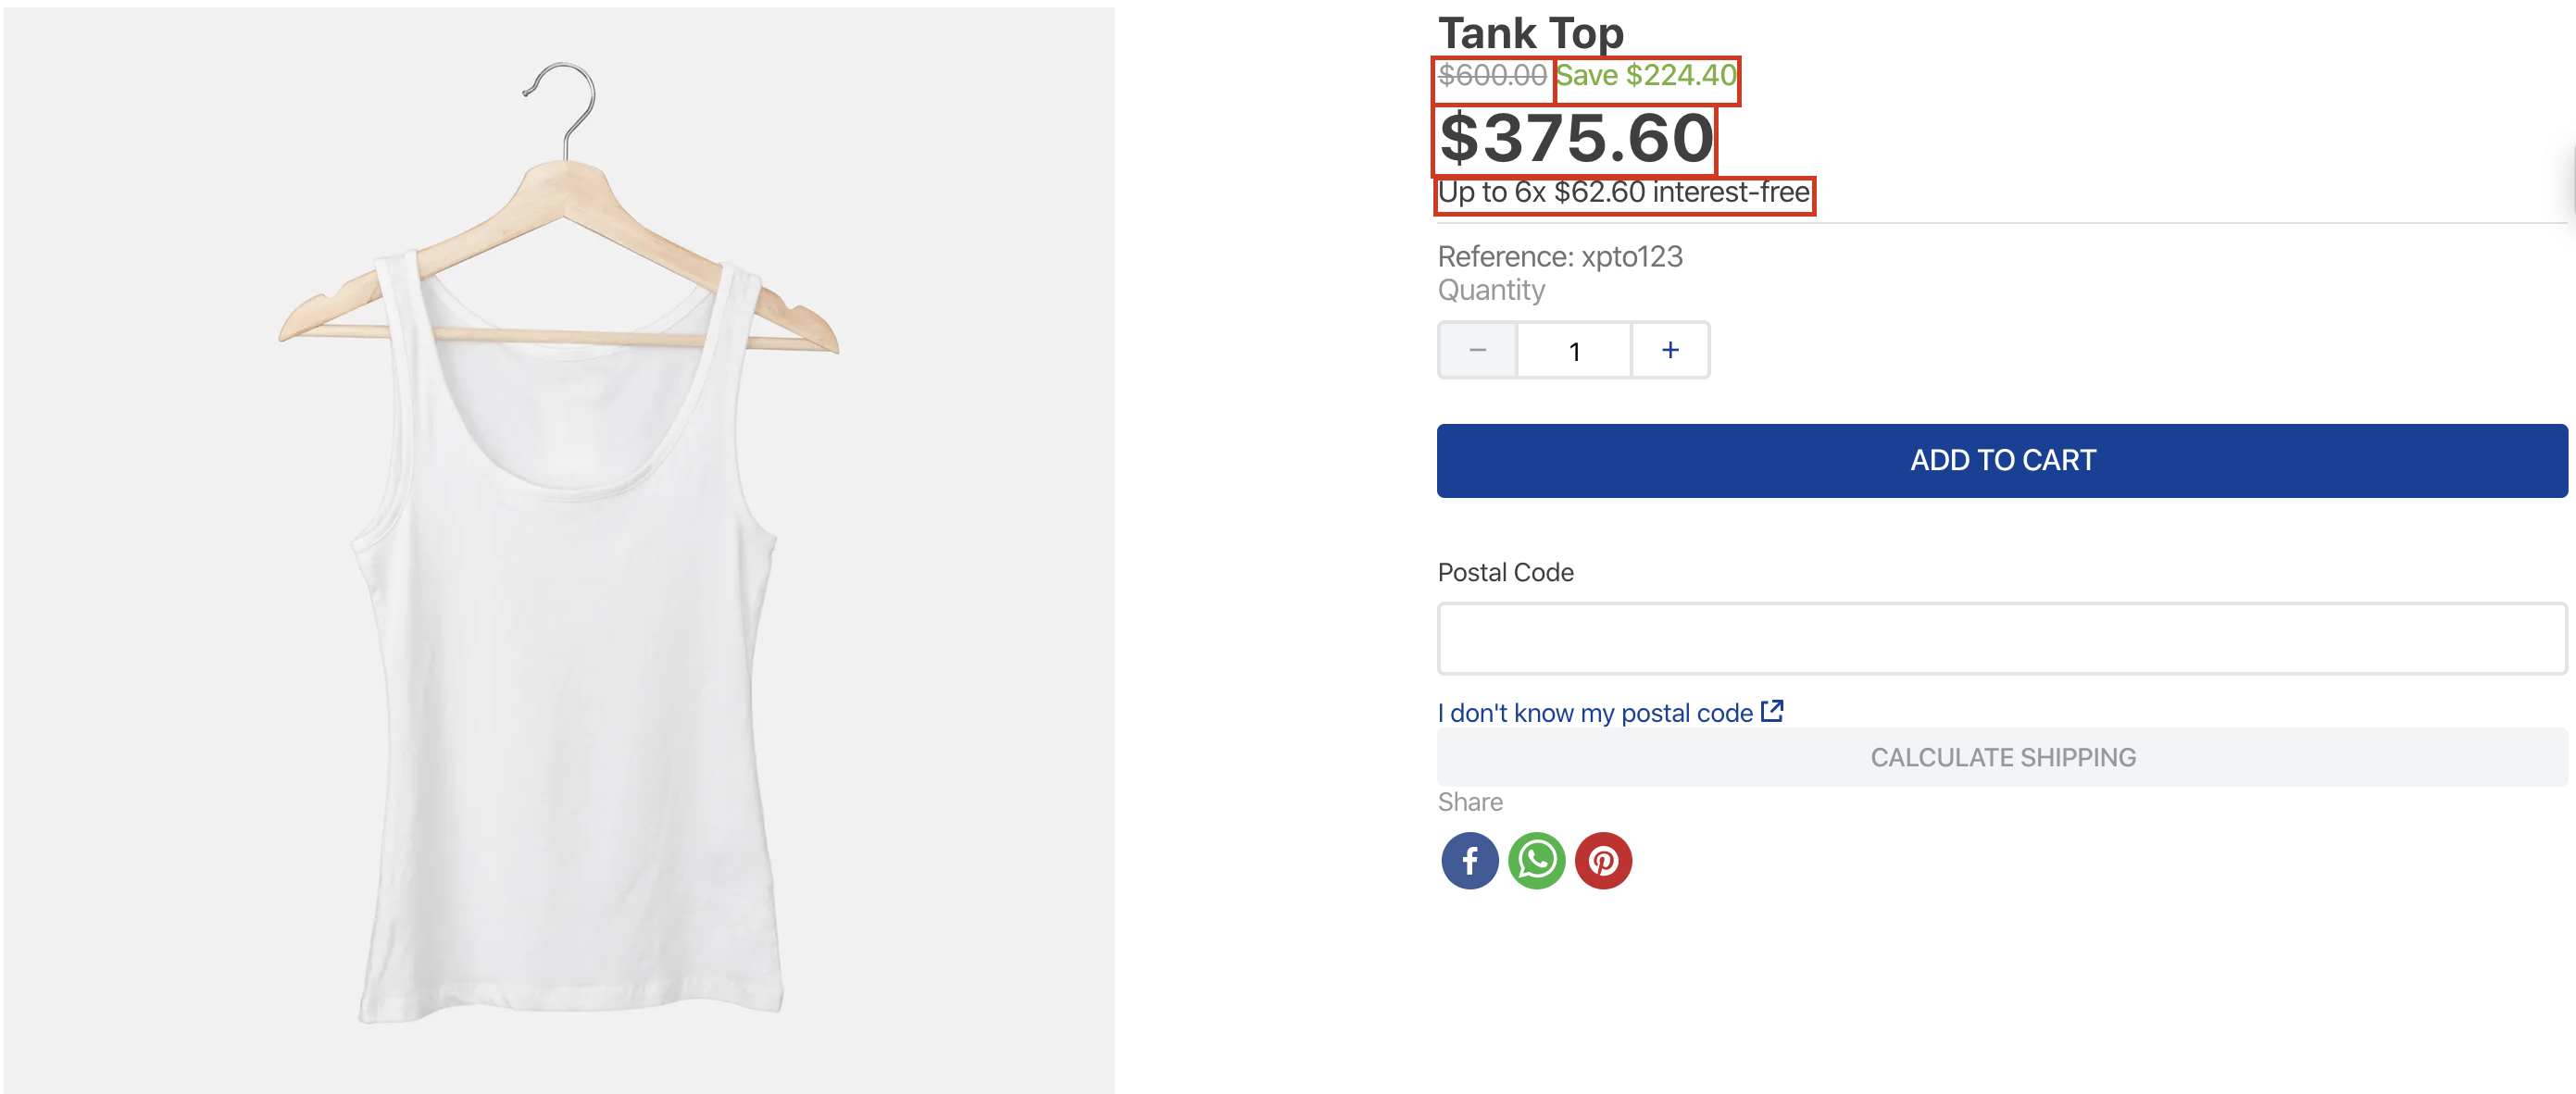 Tank Top
$600.00 Save $224.40
$375.60
Up to 6x $62.60 interest-free
Reference: xpto123
Quantity
− 1 +
ADD TO CART
Postal Code
I don't know my postal code
CALCULATE SHIPPING
Share